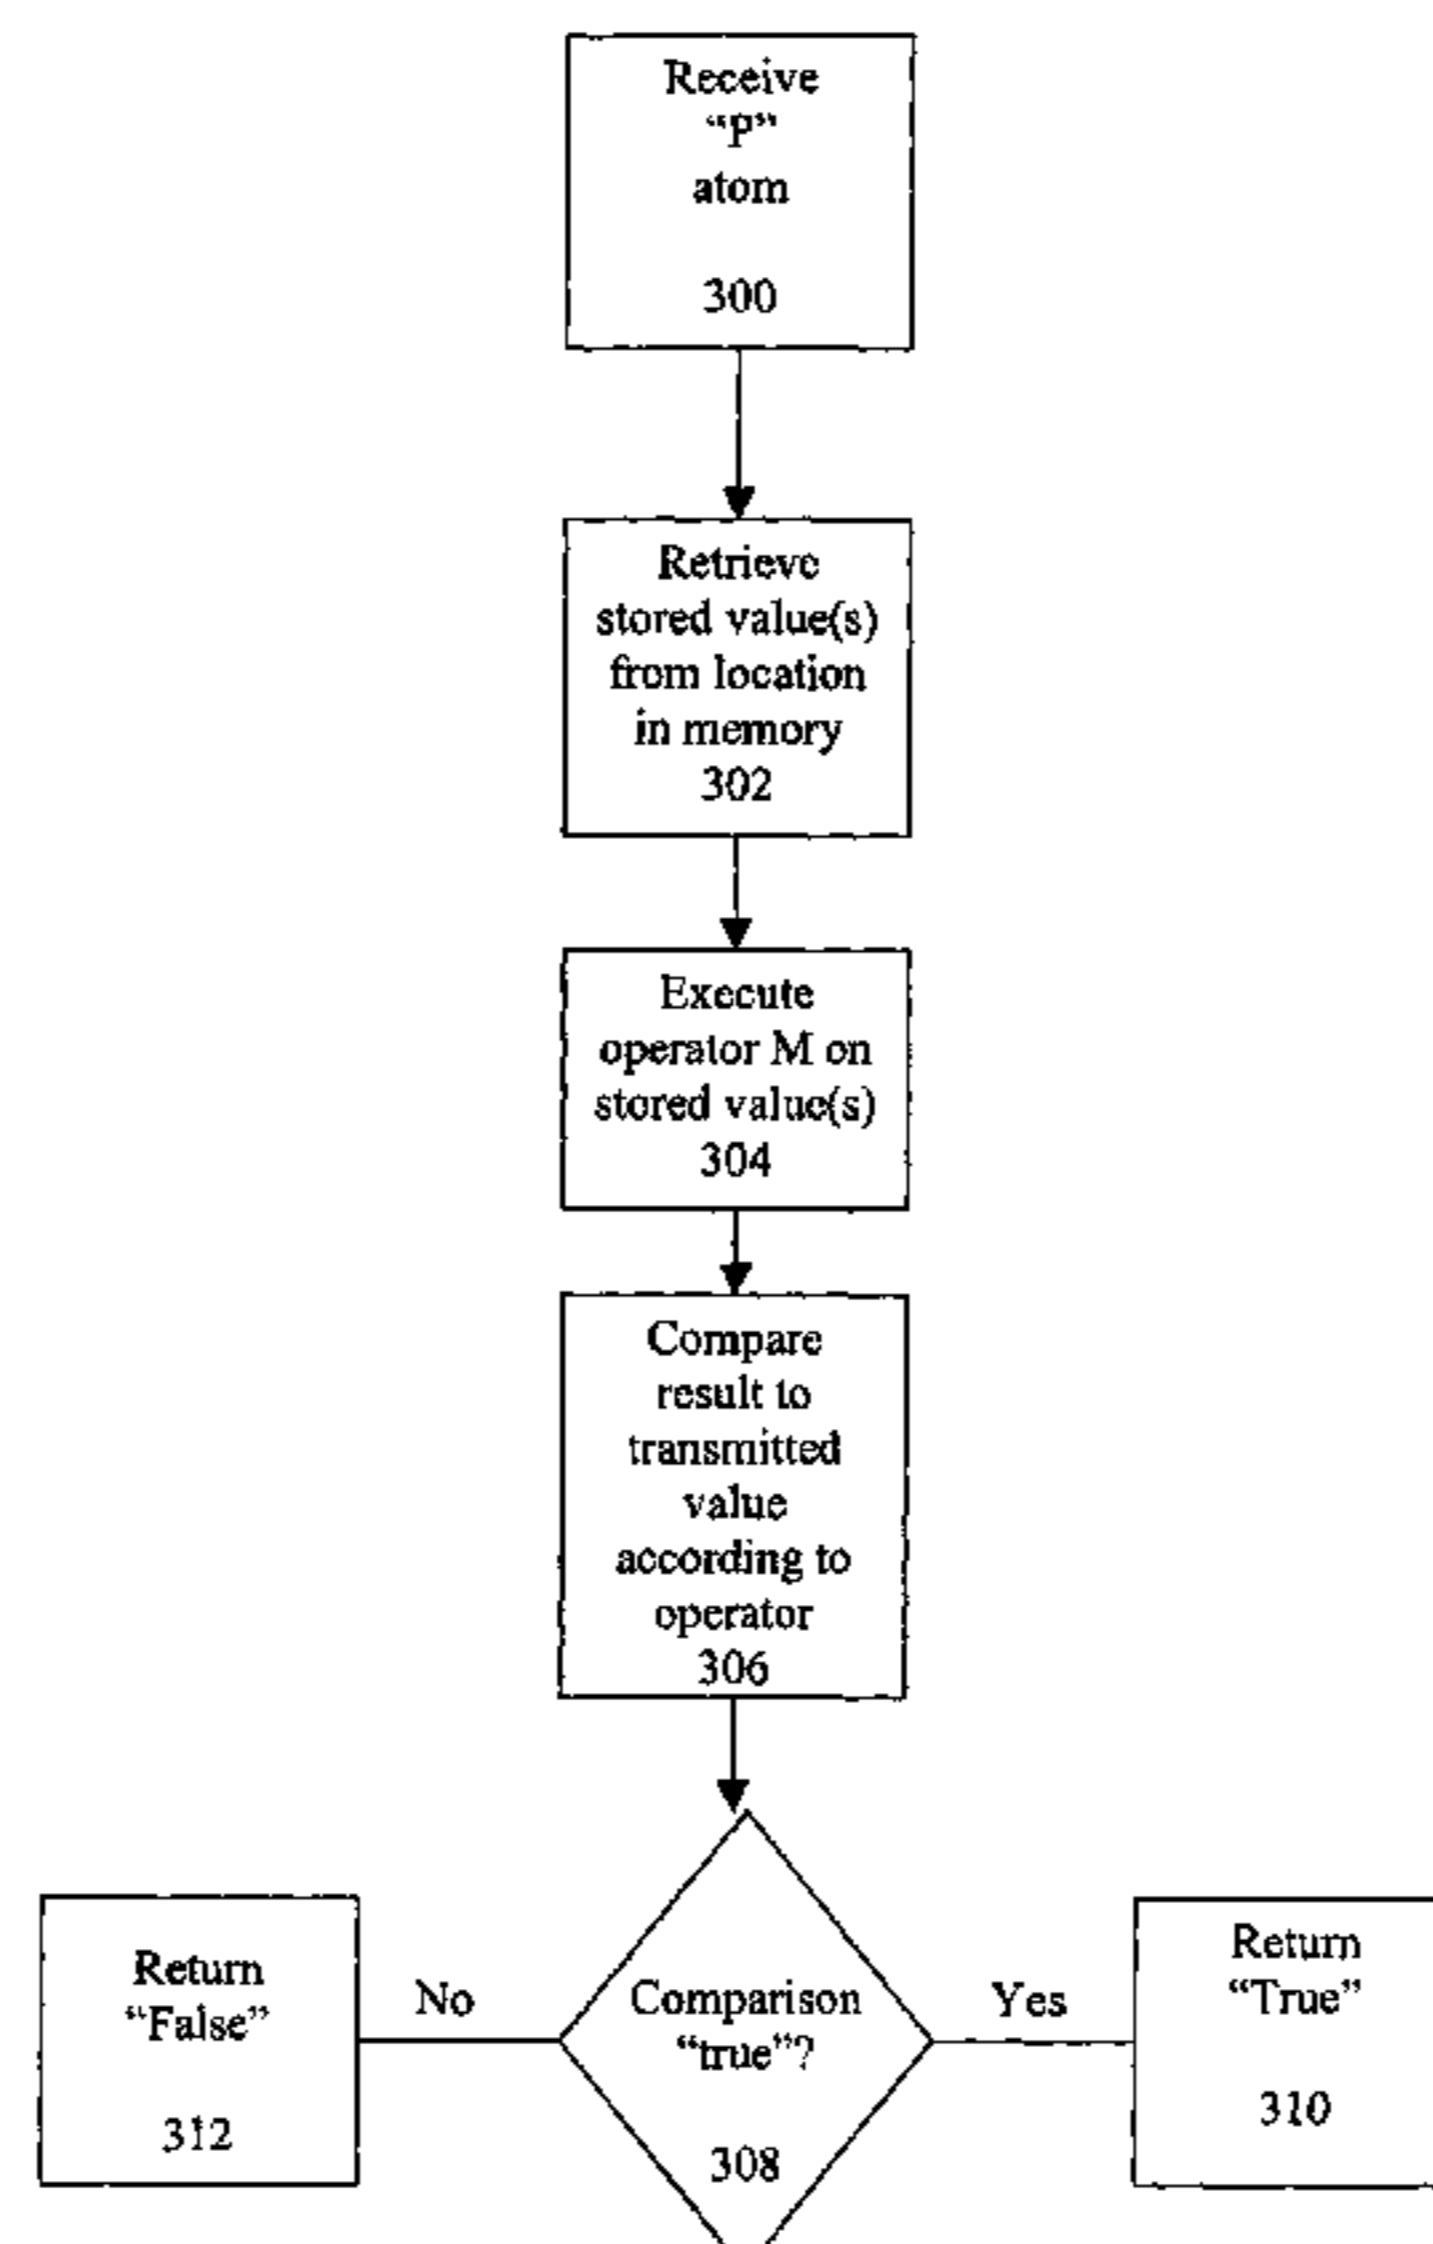 Receive
“P”
atom
300
Retrieve
stored value(s)
from location
in memory
302
Execute
operator M on
stored value(s)
304
Compare
result to
transmitted
value
according to
operator
306
Comparison
“true”?
308
No
Return
“False”
312
Yes
Return
“True”
310